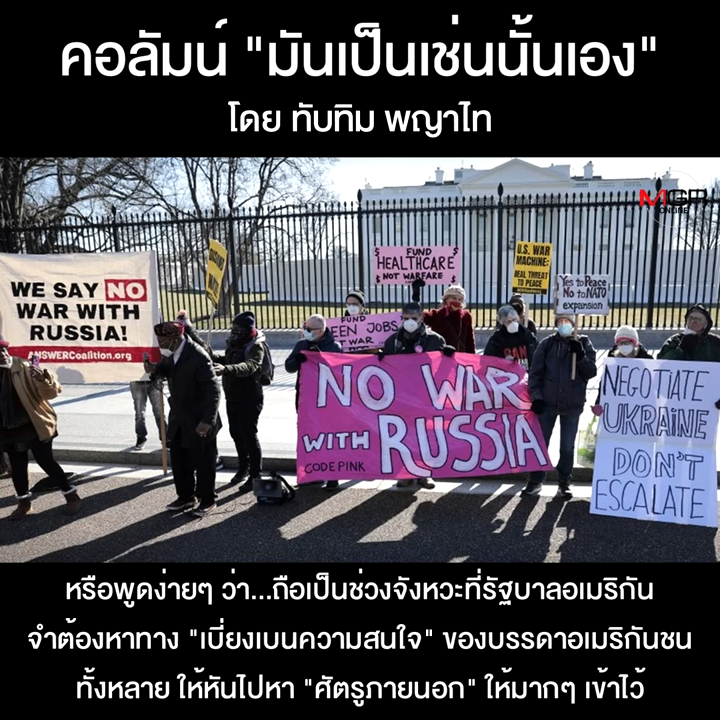 คอลัมน์ "มันเป็นเช่นนั้นเอง"
โดย ทับทิม พญาไท
MGR
ONLINE
$ FUND $
HEALTHCARE
$ NOT WARFARE $
U.S. WAR
MACHINE:
REAL THREAT
TO PEACE
Yes to Peace
No to NATO
expansion
WE SAY NO
WAR WITH
RUSSIA!
ANSWERCoalition.org
FUND
GREEN JOBS
NOT WAR
NO WAR
WITH RUSSIA
CODEPINK
NEGOTIATE
UKRAINE
DON'T
ESCALATE
หรือพูดง่ายๆ ว่า...ถือเป็นช่วงจังหวะที่รัฐบาลอเมริกัน
จำต้องหาทาง "เบี่ยงเบนความสนใจ" ของบรรดาอเมริกันชน
ทั้งหลาย ให้หันไปหา "ศัตรูภายนอก" ให้มากๆ เข้าไว้